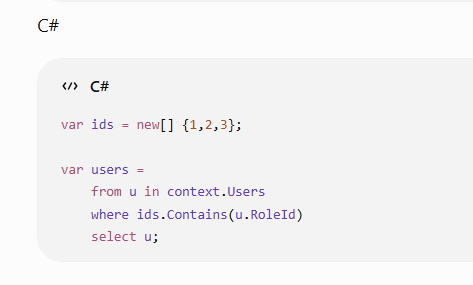 C#
</> C#
var ids = new[] {1,2,3};
var users =
    from u in context.Users
    where ids.Contains(u.RoleId)
    select u;